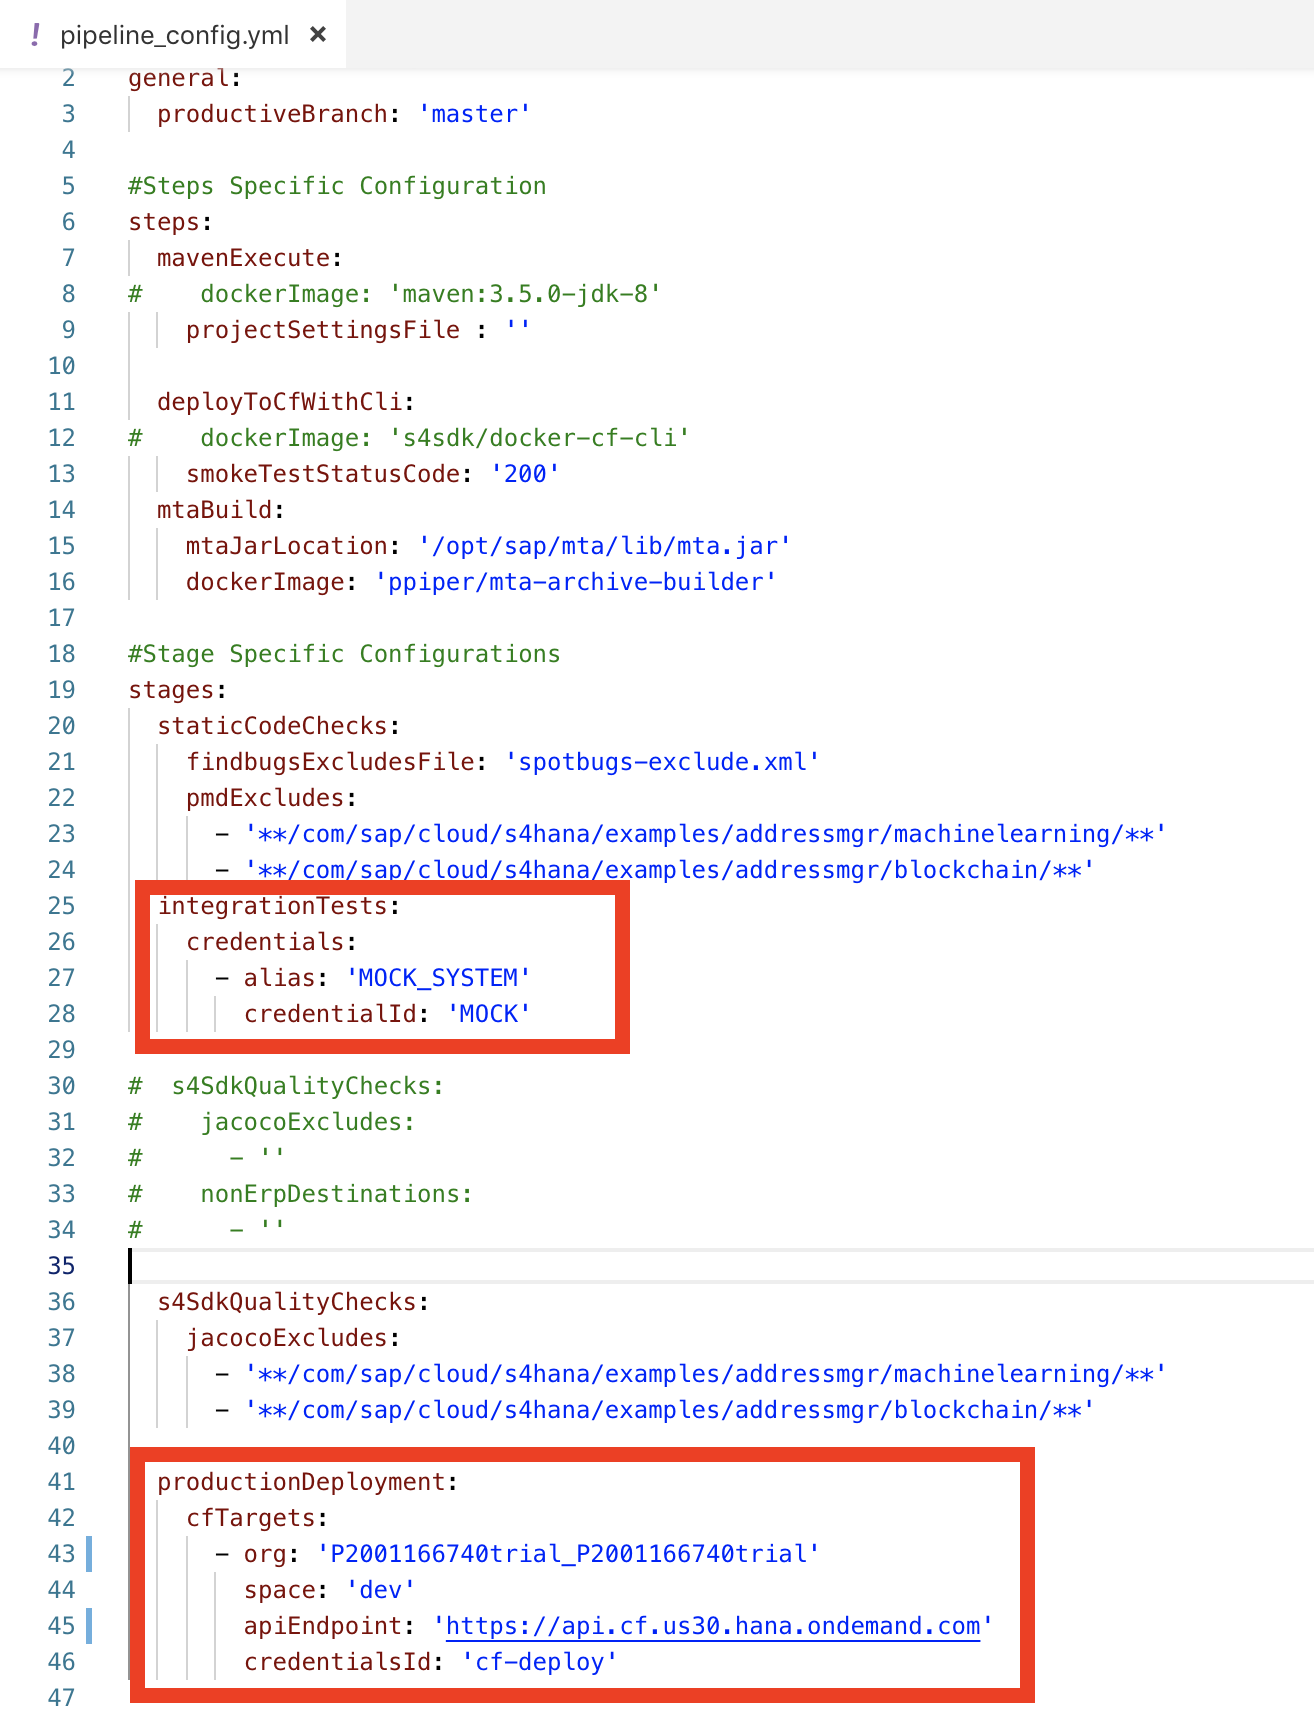 ! pipeline_config.yml ×
2 general:
3 productiveBranch: 'master'
4
5 #Steps Specific Configuration
6 steps:
7 mavenExecute:
8 #    dockerImage: 'maven:3.5.0-jdk-8'
9 projectSettingsFile : ''
10
11 deployToCfWithCli:
12 #    dockerImage: 's4sdk/docker-cf-cli'
13 smokeTestStatusCode: '200'
14 mtaBuild:
15 mtaJarLocation: '/opt/sap/mta/lib/mta.jar'
16 dockerImage: 'ppiper/mta-archive-builder'
17
18 #Stage Specific Configurations
19 stages:
20 staticCodeChecks:
21 findbugsExcludesFile: 'spotbugs-exclude.xml'
22 pmdExcludes:
23 - '**/com/sap/cloud/s4hana/examples/addressmgr/machinelearning/**'
24 - '**/com/sap/cloud/s4hana/examples/addressmgr/blockchain/**'
25 integrationTests:
26 credentials:
27 - alias: 'MOCK_SYSTEM'
28 credentialId: 'MOCK'
29
30 #  s4SdkQualityChecks:
31 #    jacocoExcludes:
32 #      - ''
33 #    nonErpDestinations:
34 #      - ''
35
36 s4SdkQualityChecks:
37 jacocoExcludes:
38 - '**/com/sap/cloud/s4hana/examples/addressmgr/machinelearning/**'
39 - '**/com/sap/cloud/s4hana/examples/addressmgr/blockchain/**'
40
41 productionDeployment:
42 cfTargets:
43 - org: 'P2001166740trial_P2001166740trial'
44 space: 'dev'
45 apiEndpoint: 'https://api.cf.us30.hana.ondemand.com'
46 credentialsId: 'cf-deploy'
47